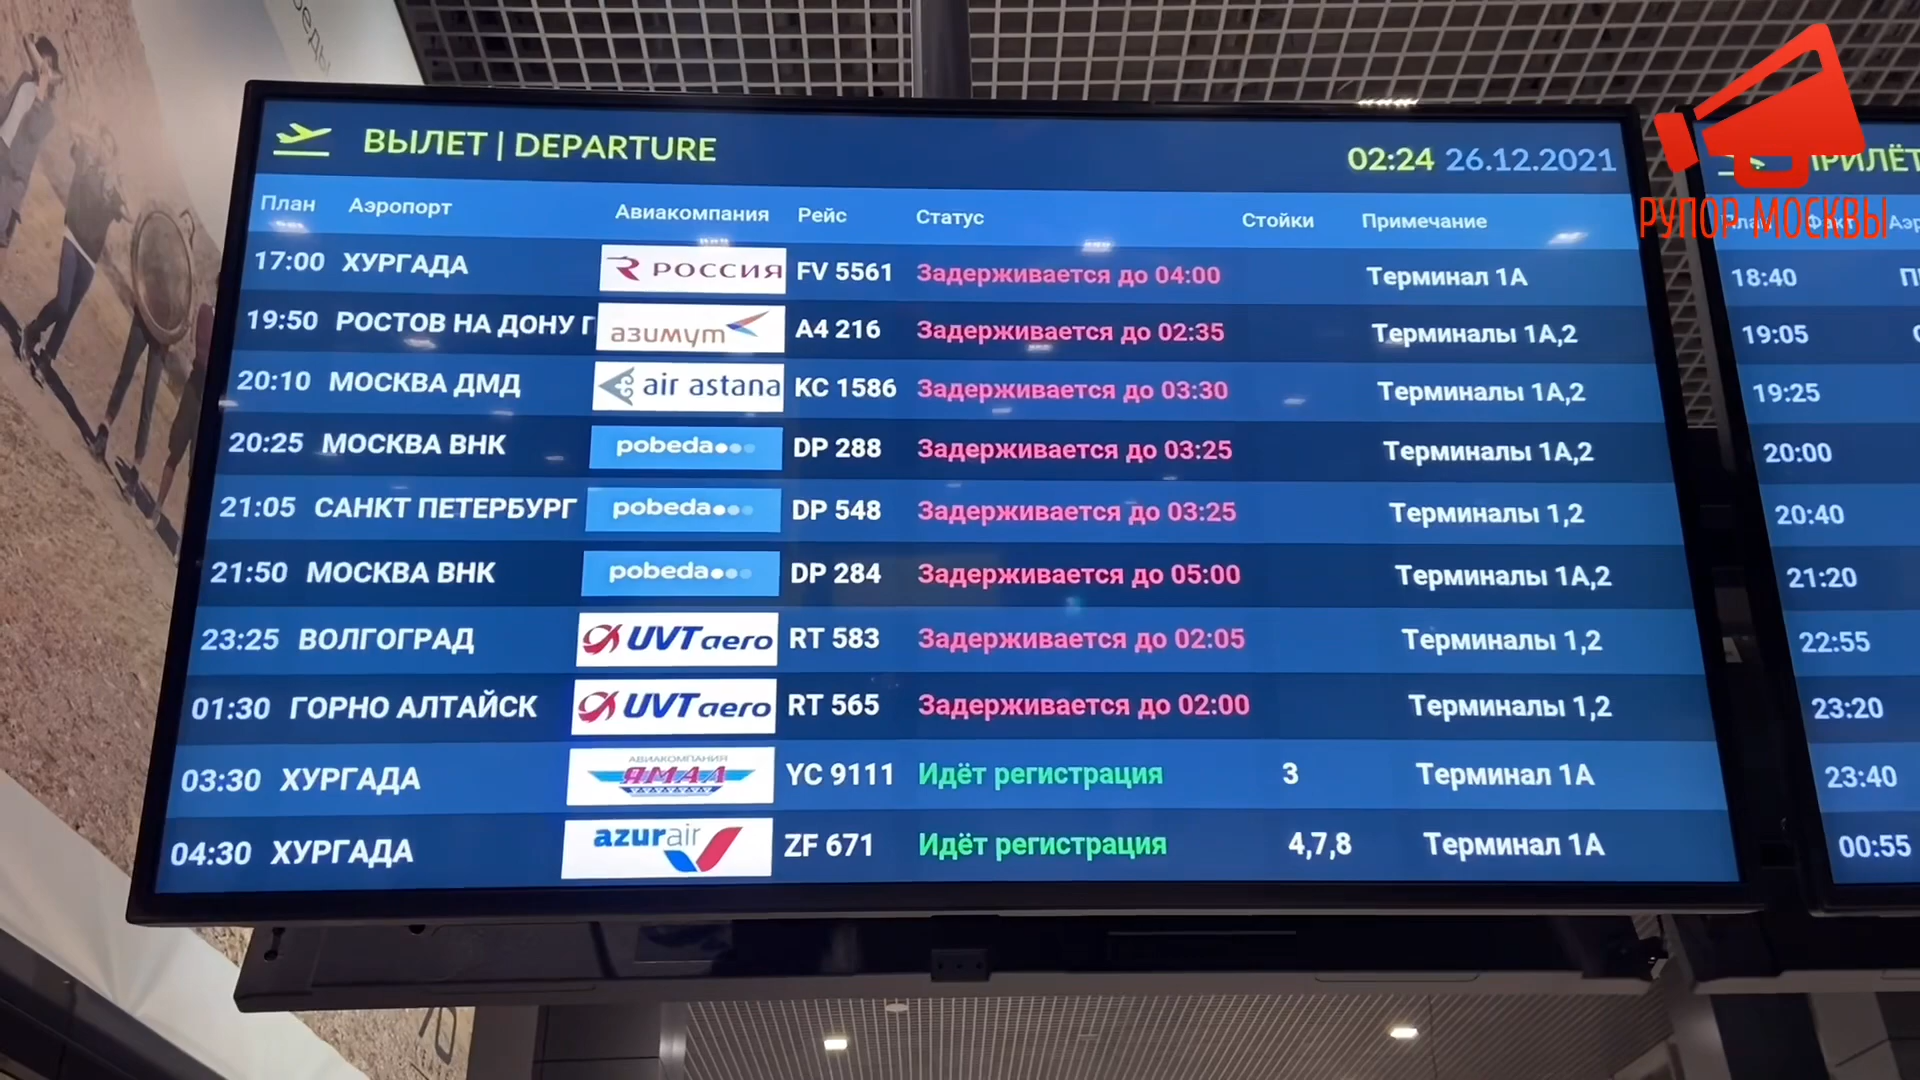 ВЫЛЕТ | DEPARTURE 02:24 26.12.2021
План Аэропорт Авиакомпания Рейс Статус Стойки Примечание
17:00 ХУРГАДА РОССИЯ FV 5561 Задерживается до 04:00 Терминал 1А
19:50 РОСТОВ НА ДОНУ азимут A4 216 Задерживается до 02:35 Терминалы 1А,2
20:10 МОСКВА ДМД air astana KC 1586 Задерживается до 03:30 Терминалы 1А,2
20:25 МОСКВА ВНК pobeda DP 288 Задерживается до 03:25 Терминалы 1А,2
21:05 САНКТ ПЕТЕРБУРГ pobeda DP 548 Задерживается до 03:25 Терминалы 1,2
21:50 МОСКВА ВНК pobeda DP 284 Задерживается до 05:00 Терминалы 1А,2
23:25 ВОЛГОГРАД UVTaero RT 583 Задерживается до 02:05 Терминалы 1,2
01:30 ГОРНО АЛТАЙСК UVTaero RT 565 Задерживается до 02:00 Терминалы 1,2
03:30 ХУРГАДА АВИАКОМПАНИЯ ЯМАЛ YC 9111 Идёт регистрация 3 Терминал 1А
04:30 ХУРГАДА azurair ZF 671 Идёт регистрация 4,7,8 Терминал 1А
РУПОР МОСКВЫ
18:40
19:05
19:25
20:00
20:40
21:20
22:55
23:20
23:40
00:55